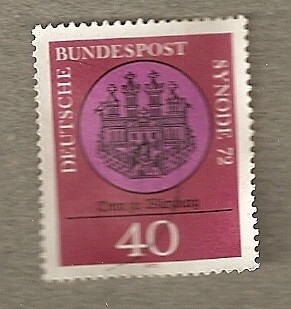 DEUTSCHE
BUNDESPOST
SYNODE 72
Dom zu Würzburg
40